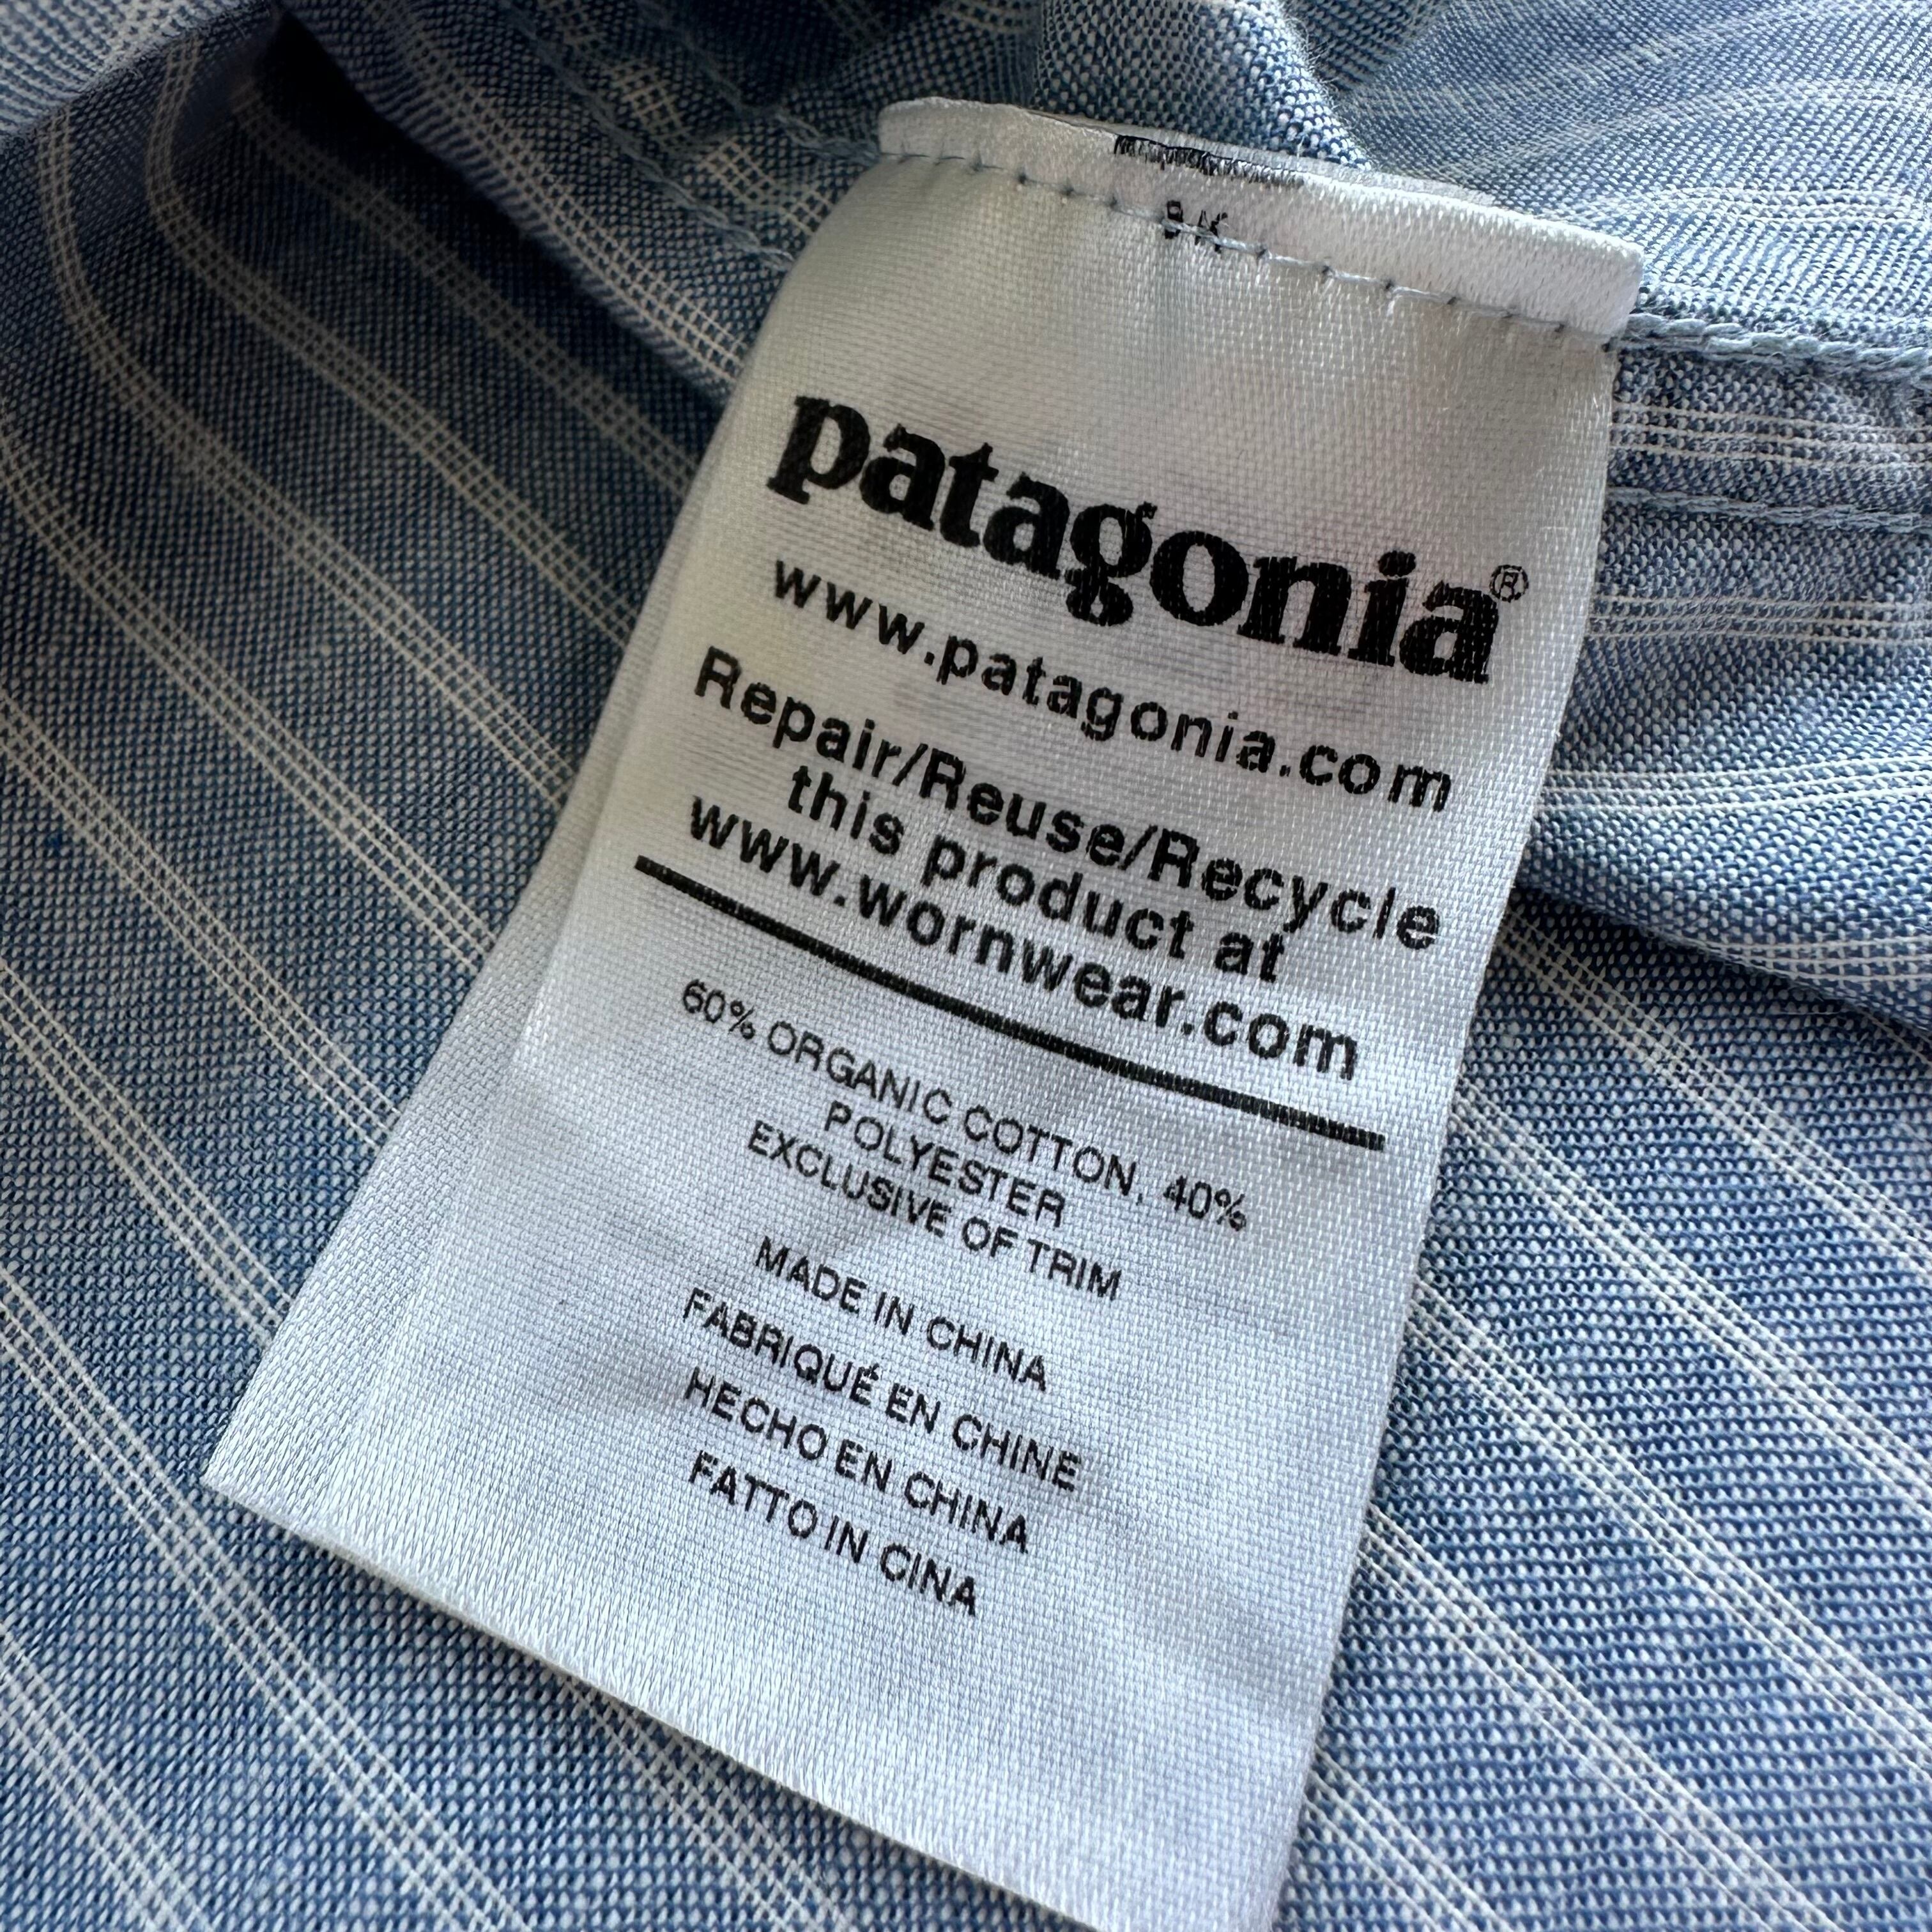 patagonia®
www.patagonia.com
Repair/Reuse/Recycle
this product at
www.wornwear.com
60% ORGANIC COTTON, 40%
POLYESTER
EXCLUSIVE OF TRIM
MADE IN CHINA
FABRIQUÉ EN CHINE
HECHO EN CHINA
FATTO IN CINA